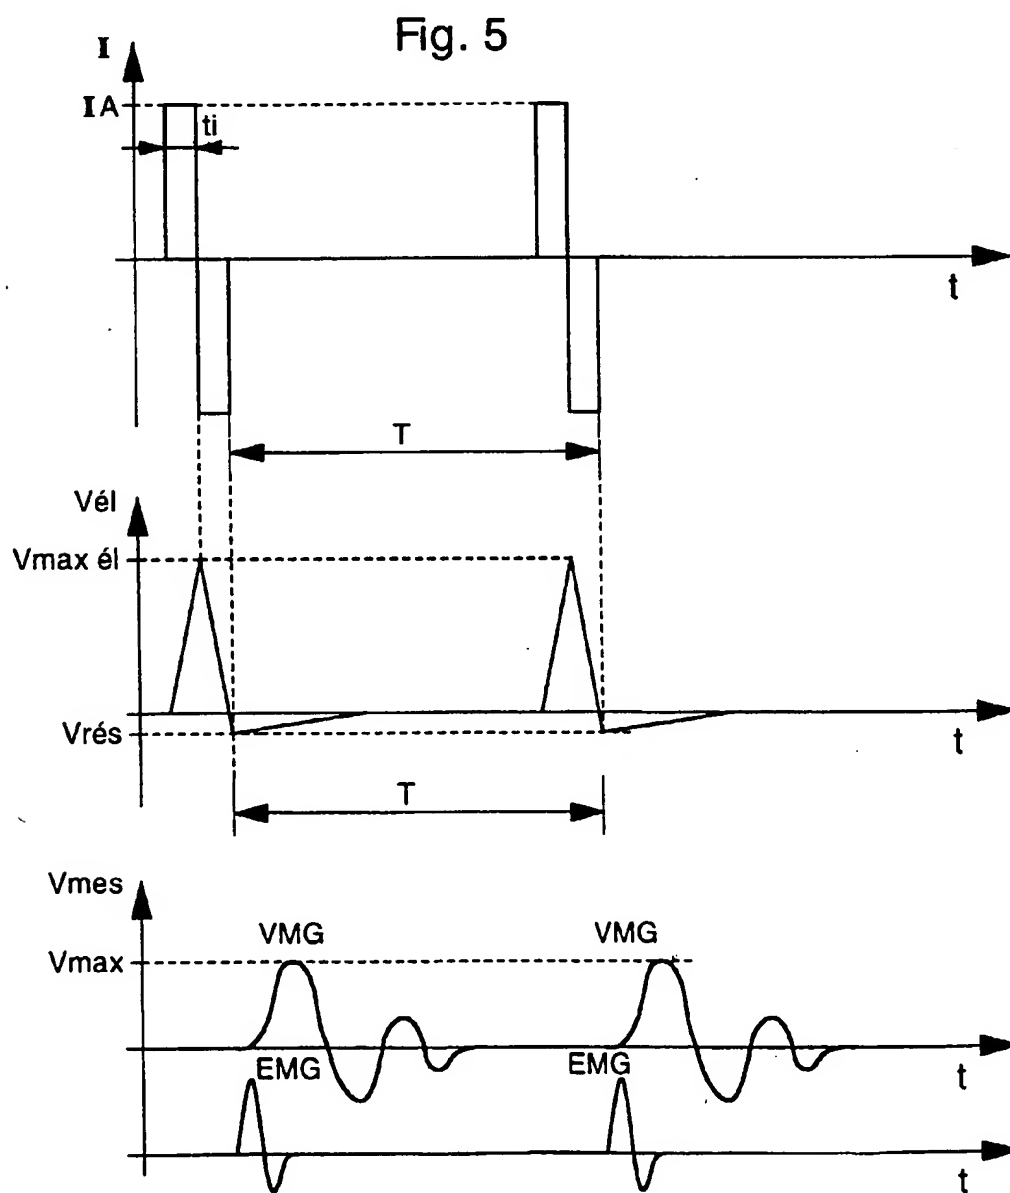 Fig. 5
I
IA
ti
t
T
Vél
Vmax él
Vrés
t
T
Vmes
VMG
VMG
Vmax
EMG
EMG
t
t